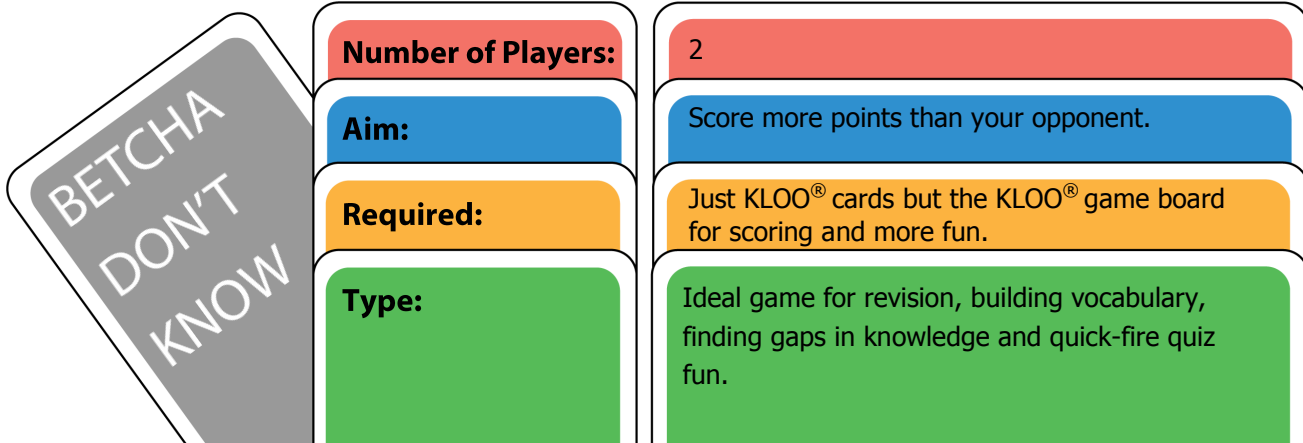 BETCHA
DON'T
KNOW
Number of Players:
2
Aim:
Score more points than your opponent.
Required:
Just KLOO® cards but the KLOO® game board
for scoring and more fun.
Type:
Ideal game for revision, building vocabulary,
finding gaps in knowledge and quick-fire quiz
fun.